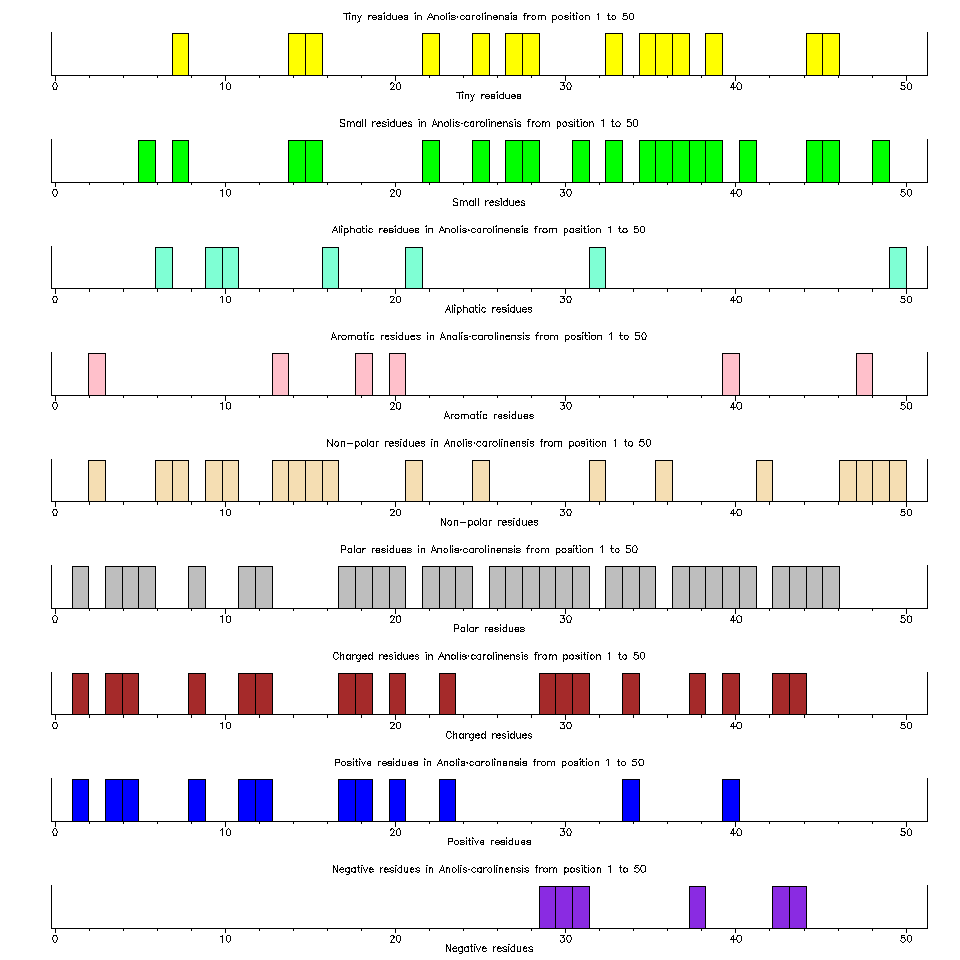 Tiny residues in Anolis-carolinensis from position 1 to 50
0 10 20 30 40 50
Tiny residues
Small residues in Anolis-carolinensis from position 1 to 50
0 10 20 30 40 50
Small residues
Aliphatic residues in Anolis-carolinensis from position 1 to 50
0 10 20 30 40 50
Aliphatic residues
Aromatic residues in Anolis-carolinensis from position 1 to 50
0 10 20 30 40 50
Aromatic residues
Non-polar residues in Anolis-carolinensis from position 1 to 50
0 10 20 30 40 50
Non-polar residues
Polar residues in Anolis-carolinensis from position 1 to 50
0 10 20 30 40 50
Polar residues
Charged residues in Anolis-carolinensis from position 1 to 50
0 10 20 30 40 50
Charged residues
Positive residues in Anolis-carolinensis from position 1 to 50
0 10 20 30 40 50
Positive residues
Negative residues in Anolis-carolinensis from position 1 to 50
0 10 20 30 40 50
Negative residues